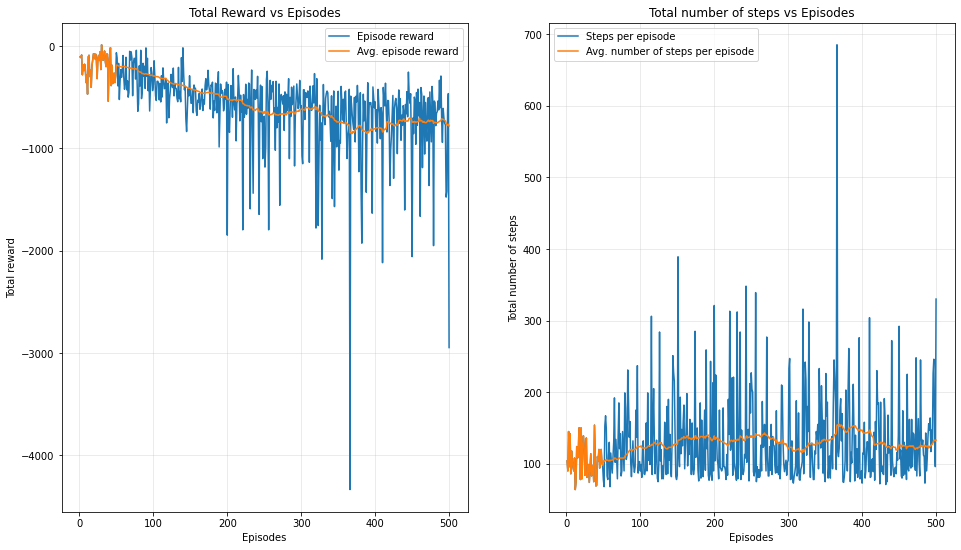 Total Reward vs Episodes
Episode reward
Avg. episode reward
0
−1000
−2000
−3000
−4000
Total reward
0
100
200
300
400
500
Episodes
Total number of steps vs Episodes
Steps per episode
Avg. number of steps per episode
700
600
500
400
300
200
100
Total number of steps
0
100
200
300
400
500
Episodes